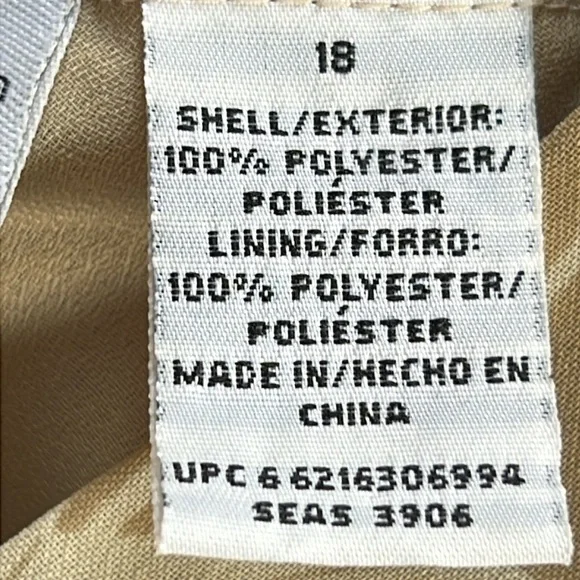 18
SHELL/EXTERIOR:
100% POLYESTER/
POLIÉSTER
LINING/FORRO:
100% POLYESTER/
POLIÉSTER
MADE IN/HECHO EN
CHINA
UPC 6 6216306994
SEAS 3906